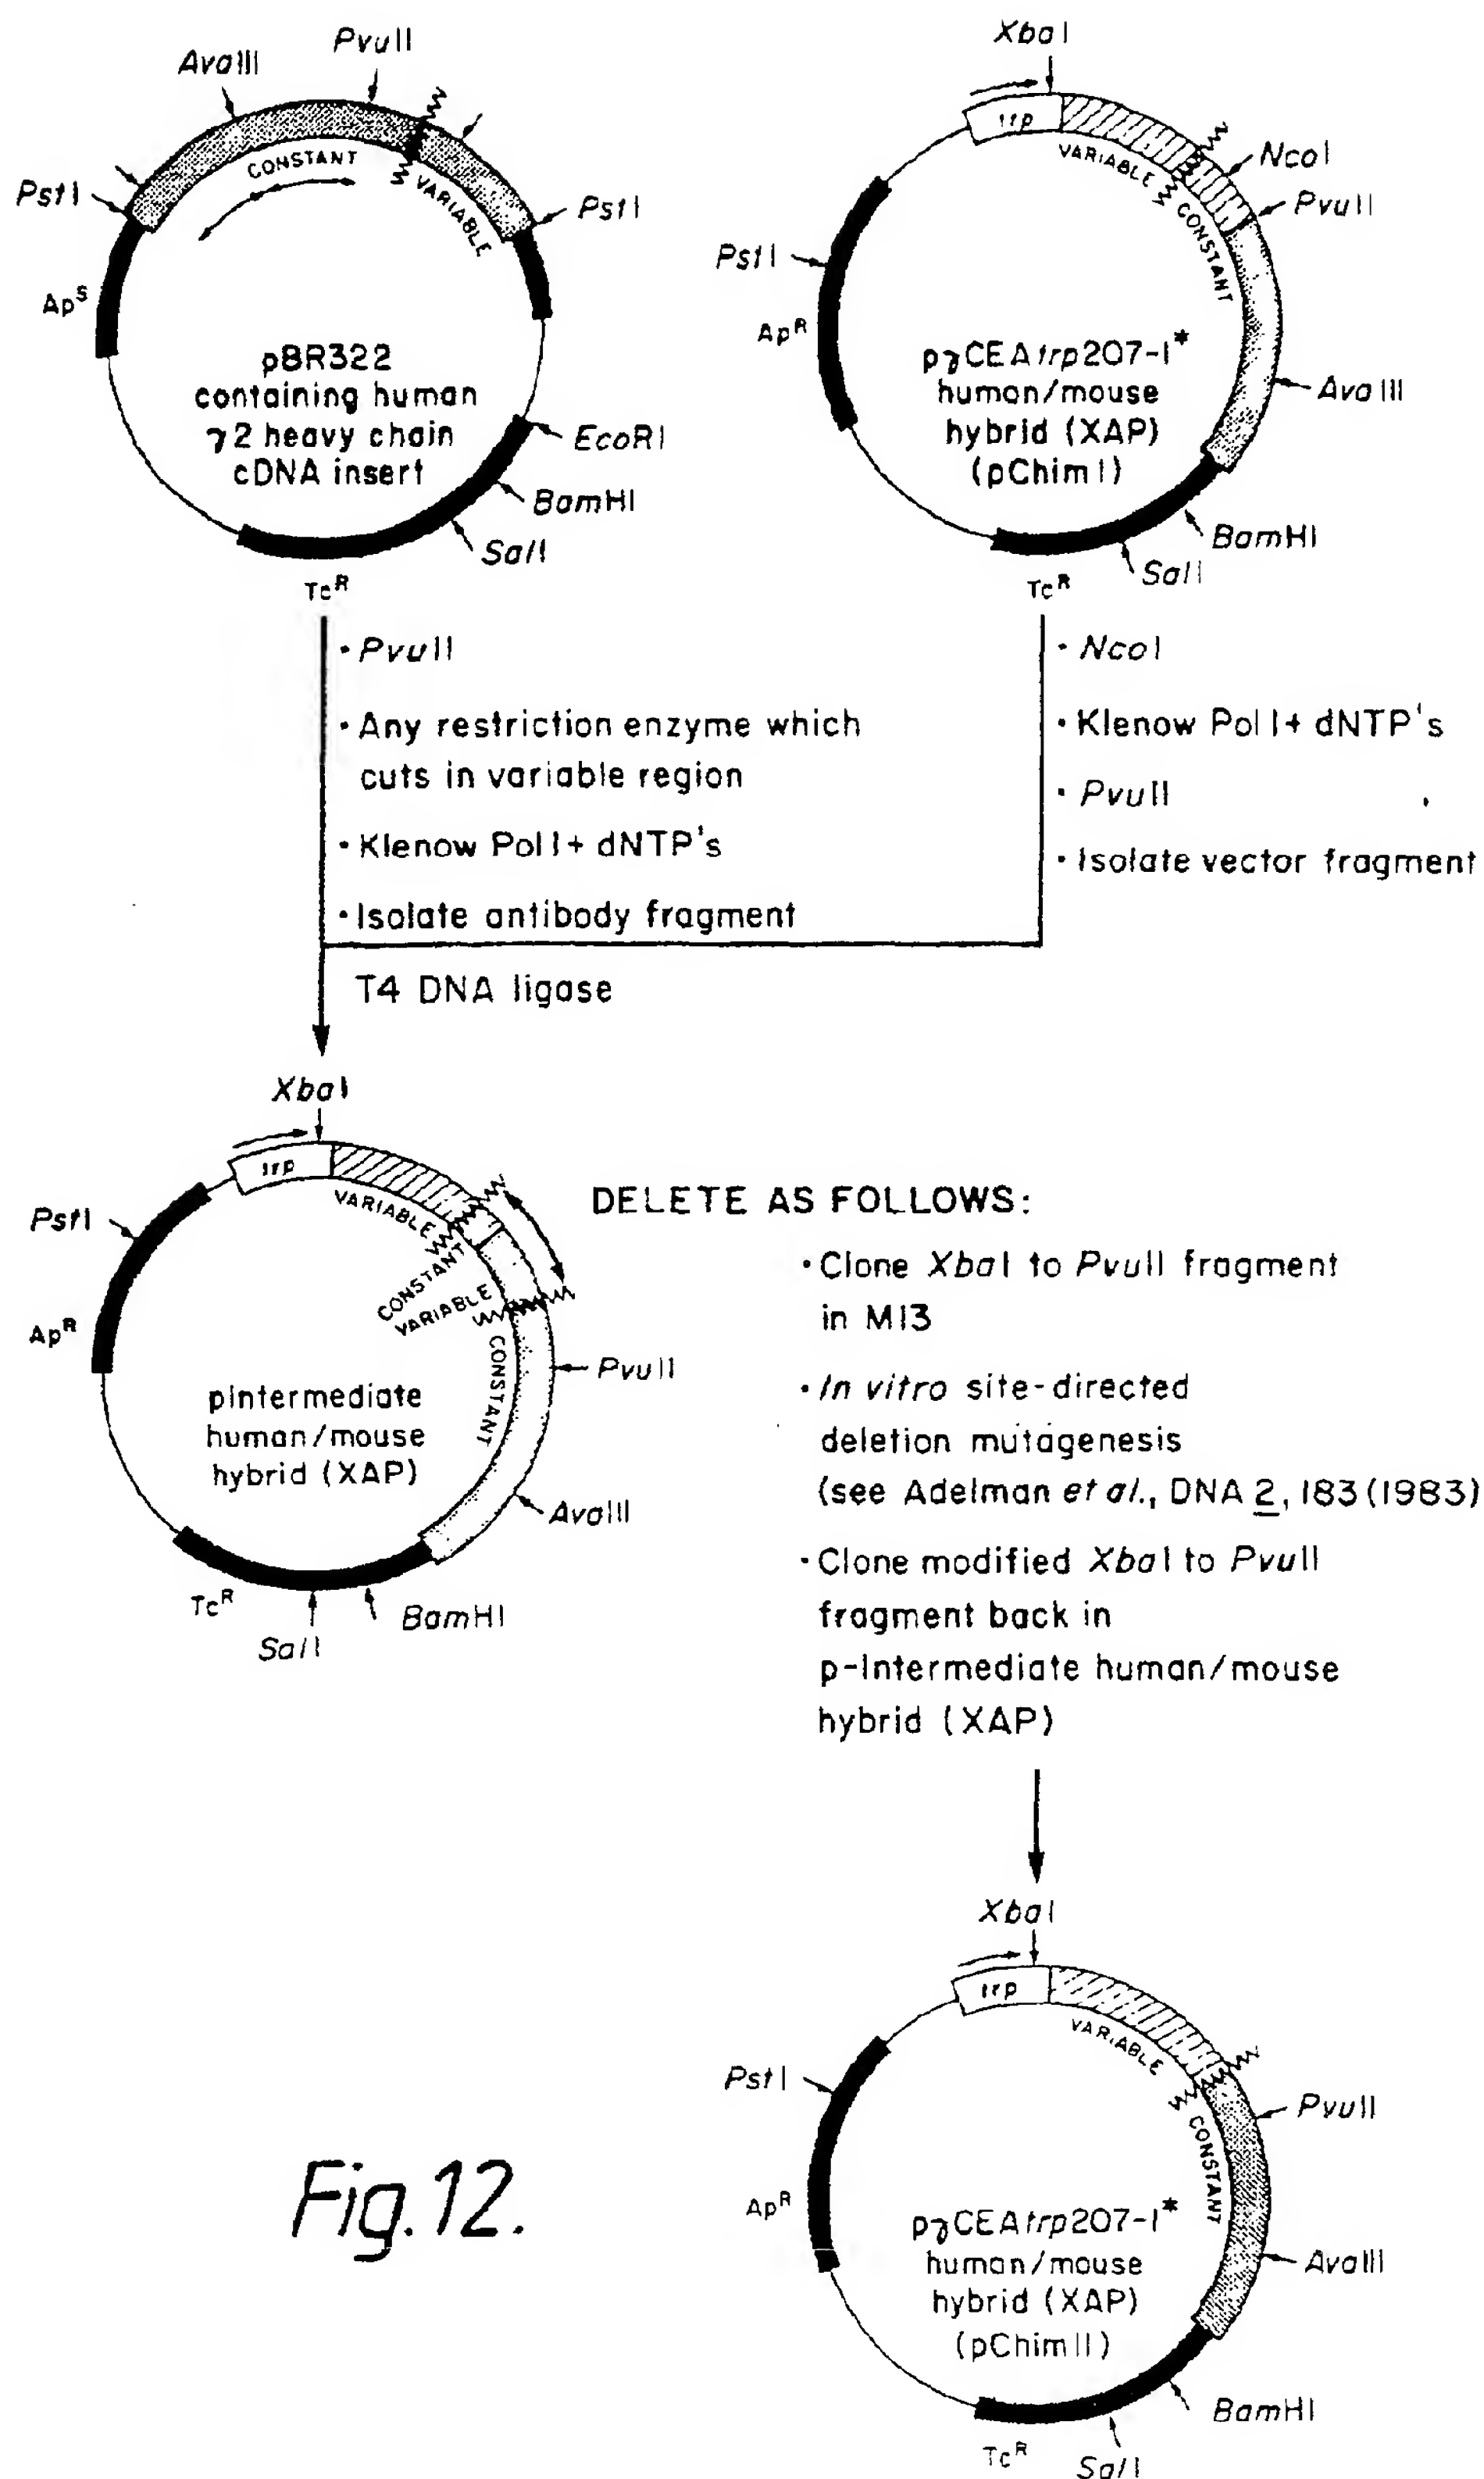 PvuII
AvaIII
PstI
CONSTANT
VARIABLE
PstI
Ap^S
pBR322
containing human
γ2 heavy chain
cDNA insert
EcoRI
BamHI
SalI
Tc^R
XbaI
trp
VARIABLE
NcoI
PvuII
CONSTANT
PstI
Ap^R
pγCEAtrp207-1*
human/mouse
hybrid (XAP)
(pChim I)
AvaIII
BamHI
SalI
Tc^R
· PvuII
· Any restriction enzyme which
cuts in variable region
· Klenow Pol I + dNTP's
· Isolate antibody fragment
· NcoI
· Klenow Pol I + dNTP's
· PvuII
· Isolate vector fragment
T4 DNA ligase
XbaI
trp
VARIABLE
CONSTANT
VARIABLE
CONSTANT
PstI
Ap^R
pIntermediate
human/mouse
hybrid (XAP)
PvuII
AvaIII
BamHI
SalI
Tc^R
DELETE AS FOLLOWS:
· Clone XbaI to PvuII fragment
in M13
· In vitro site-directed
deletion mutagenesis
(see Adelman et al., DNA 2, 183 (1983)
· Clone modified XbaI to PvuII
fragment back in
p-Intermediate human/mouse
hybrid (XAP)
XbaI
trp
VARIABLE
CONSTANT
PstI
PvuII
Ap^R
pγCEAtrp207-1*
human/mouse
hybrid (XAP)
(pChim II)
AvaIII
BamHI
SalI
Tc^R
Fig.12.